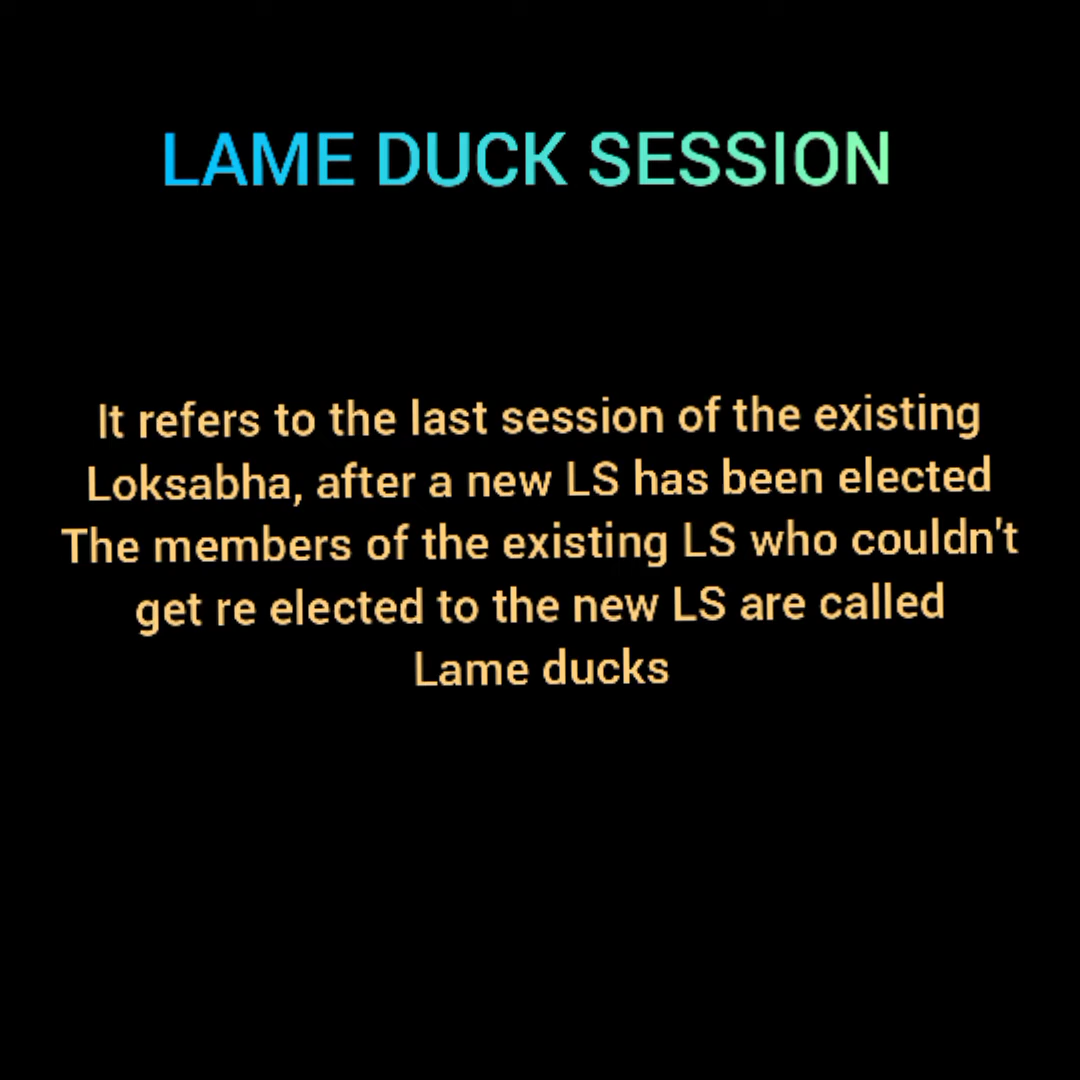 LAME DUCK SESSION
It refers to the last session of the existing
Loksabha, after a new LS has been elected
The members of the existing LS who couldn't
get re elected to the new LS are called
Lame ducks